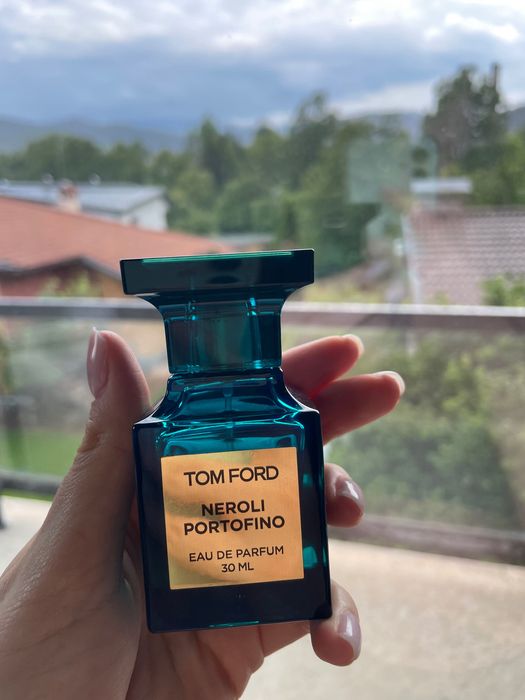 TOM FORD
NEROLI
PORTOFINO
EAU DE PARFUM
30 ML